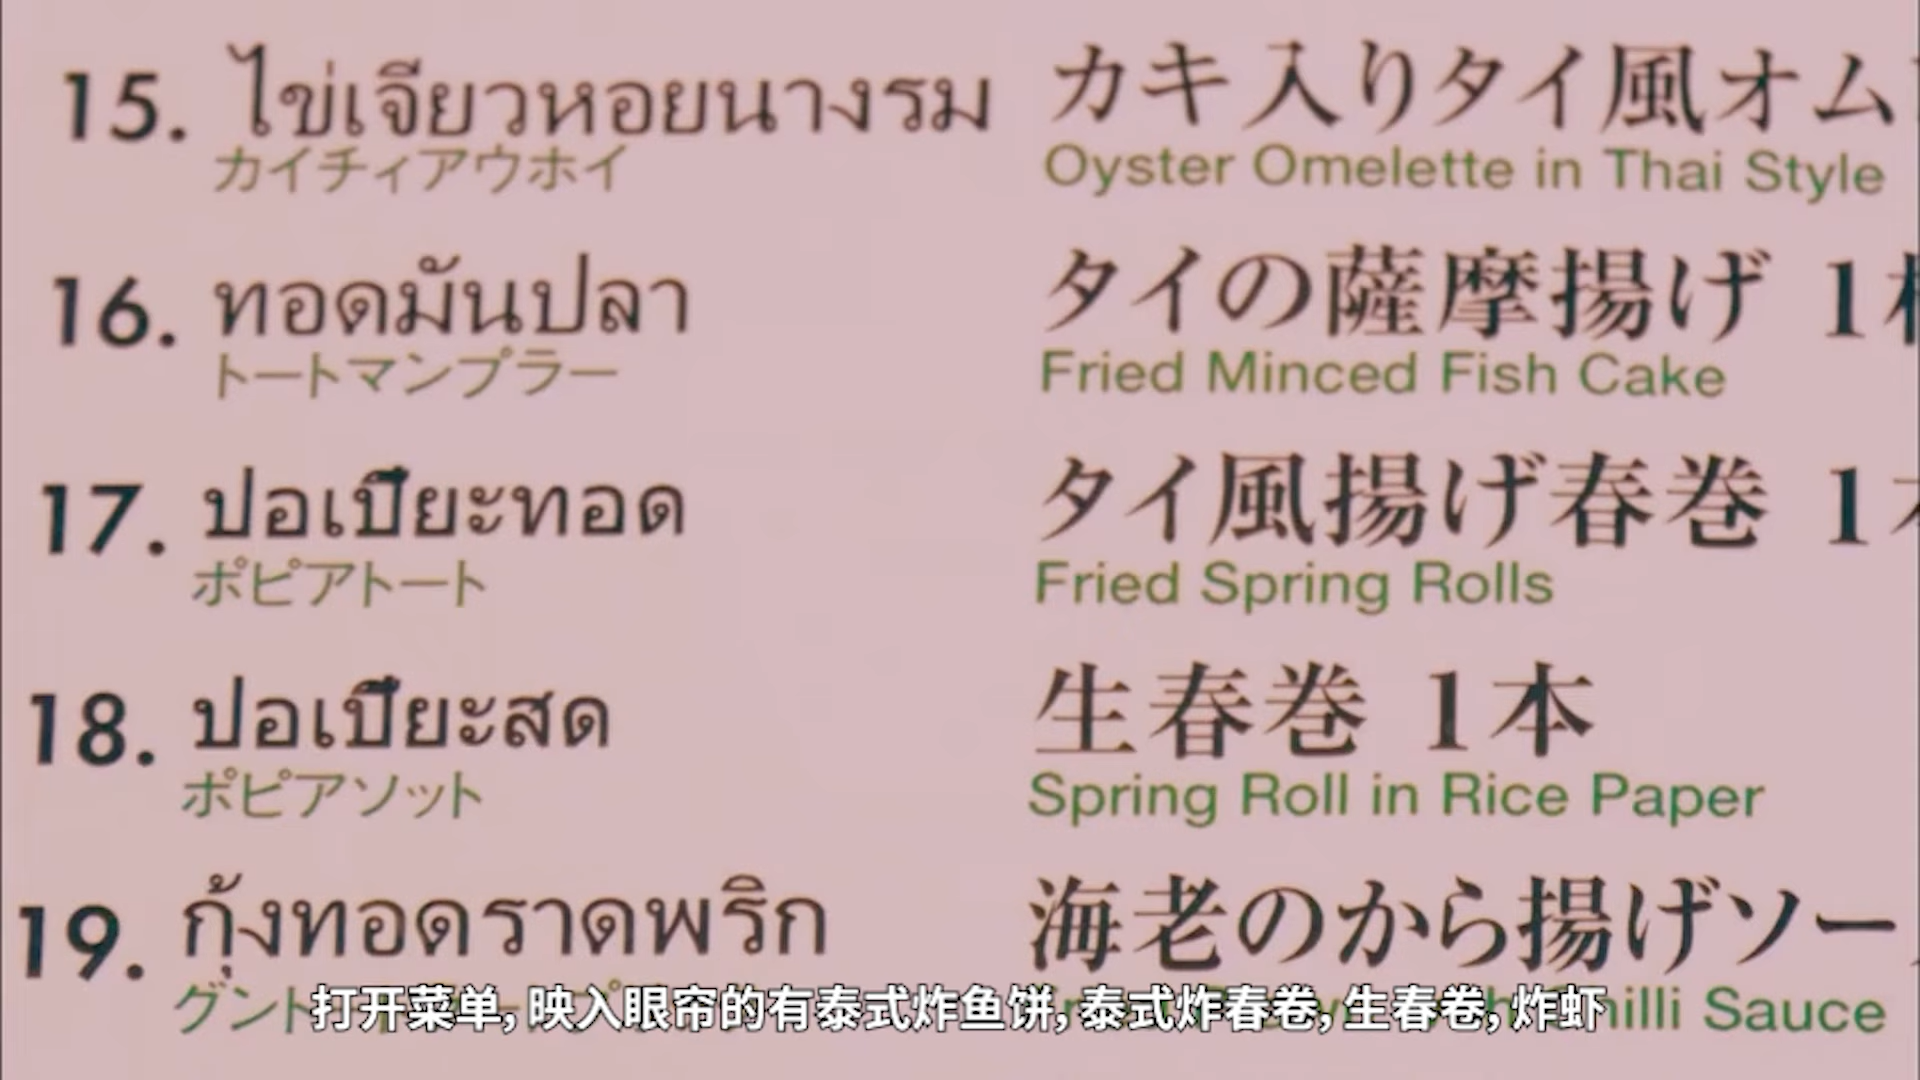 15. ไข่เจียวหอยนางรม カキ入りタイ風オム
カイチィアウホイ Oyster Omelette in Thai Style
16. ทอดมันปลา タイの薩摩揚げ 1
トートマンプラー Fried Minced Fish Cake
17. ปอเปี๊ยะทอด タイ風揚げ春巻 1
ポピアトート Fried Spring Rolls
18. ปอเปี๊ยะสด 生春巻 1本
ポピアソット Spring Roll in Rice Paper
19. กุ้งทอดราดพริก 海老のから揚げソー
グント Chilli Sauce
打开菜单, 映入眼帘的有泰式炸鱼饼, 泰式炸春卷, 生春卷, 炸虾